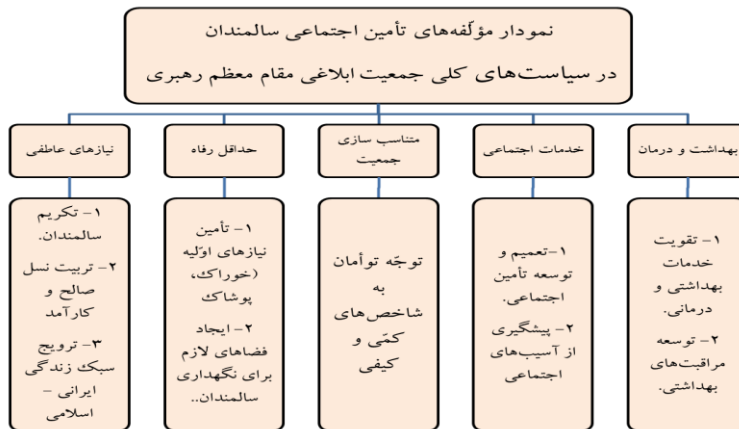 نمودار مؤلّفه‌های تأمین اجتماعی سالمندان
در سیاست‌های کلی جمعیت ابلاغی مقام معظم رهبری
بهداشت و درمان
خدمات اجتماعی
متناسب سازی
جمعیت
حداقل رفاه
نیازهای عاطفی
۱- تقویت
خدمات
بهداشتی و
درمانی.
۲- توسعه
مراقبت‌های
بهداشتی.
۱-تعمیم و
توسعه تأمین
اجتماعی.
۲- پیشگیری
از آسیب‌های
اجتماعی
توجّه توأمان
به
شاخص‌های
کمّی و
کیفی
۱- تأمین
نیازهای اوّلیه
(خوراک،
پوشاک
۲- ایجاد
فضاهای لازم
برای نگهداری
سالمندان..
۱- تکریم
سالمندان.
۲- تربیت نسل
صالح و
کارآمد
۳- ترویج
سبک زندگی
ایرانی –
اسلامی